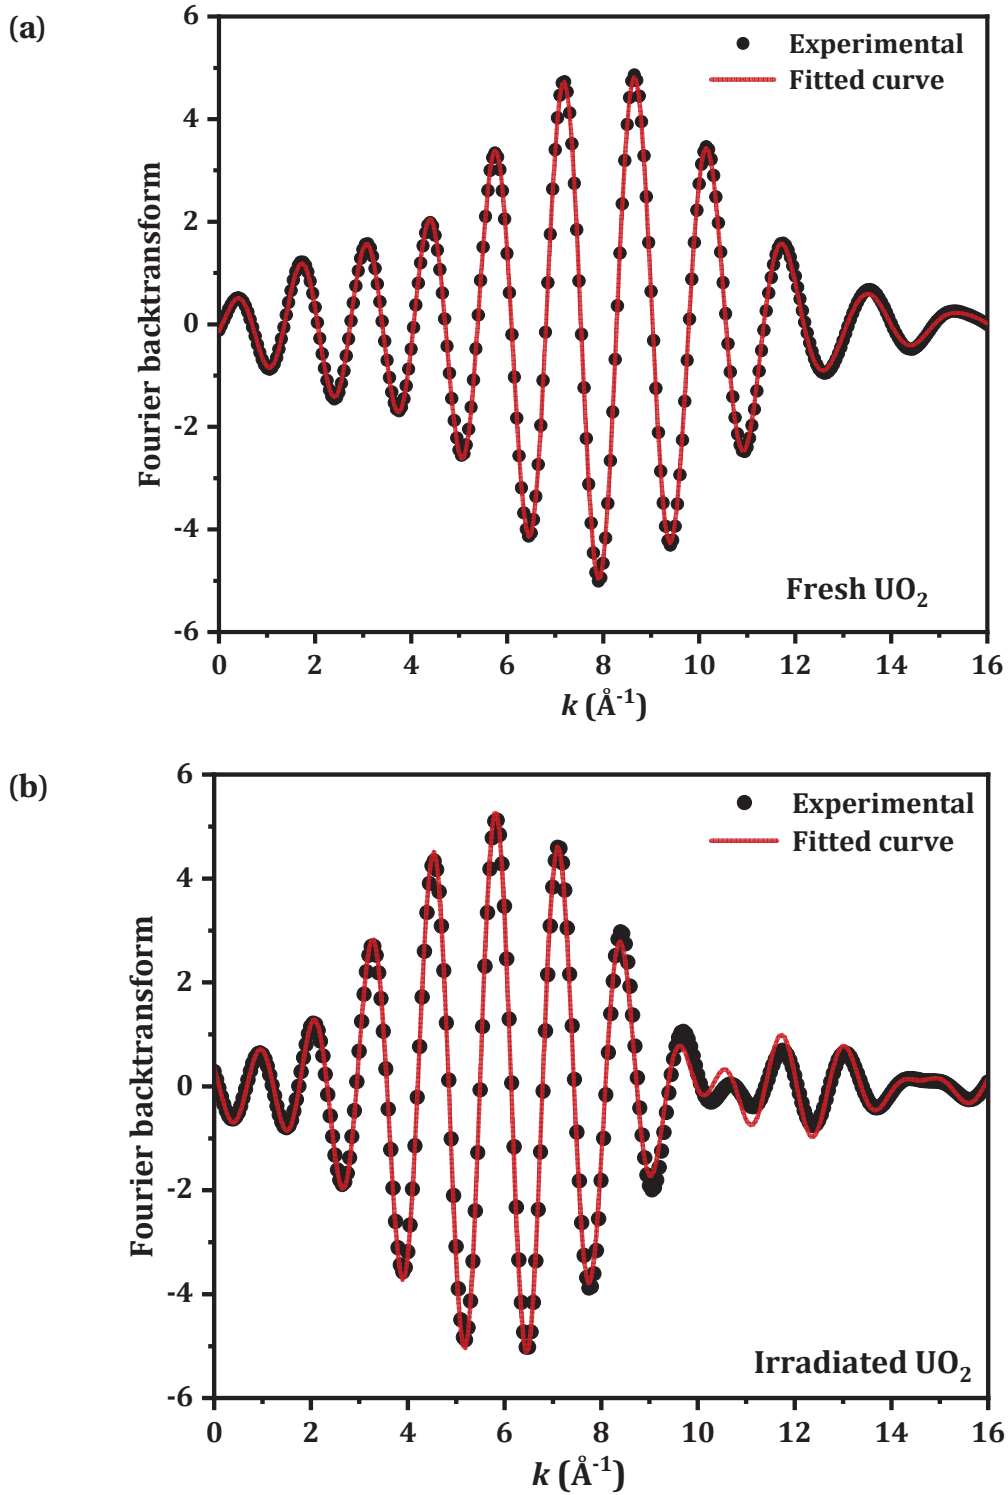 (a)
6
4
2
0
-2
-4
-6
Fourier backtransform
Experimental
Fitted curve
Fresh UO₂
0 2 4 6 8 10 12 14 16
k (Å⁻¹)
(b)
6
4
2
0
-2
-4
-6
Fourier backtransform
Experimental
Fitted curve
Irradiated UO₂
0 2 4 6 8 10 12 14 16
k (Å⁻¹)